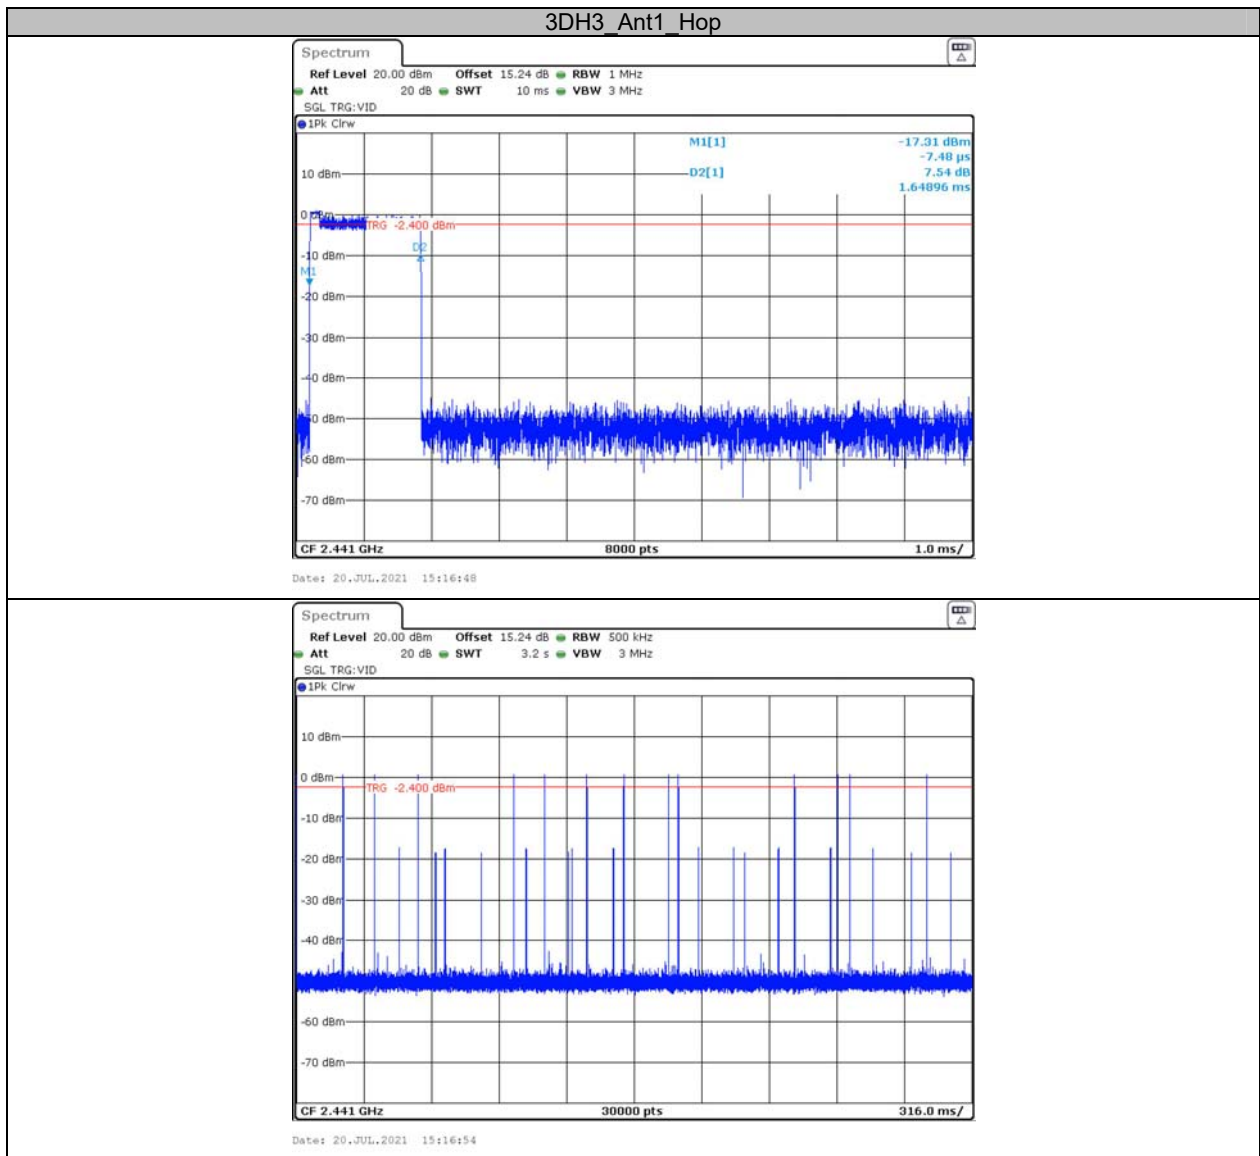 3DH3_Ant1_Hop
Spectrum
Ref Level 20.00 dBm Offset 15.24 dB RBW 1 MHz
Att 20 dB SWT 10 ms VBW 3 MHz
SGL TRG:VID
1Pk Clrw
M1[1] -17.31 dBm
-7.48 µs
D2[1] 7.54 dB
1.64896 ms
10 dBm
0 dBm
TRG -2.400 dBm
D2
-10 dBm
M1
-20 dBm
-30 dBm
-40 dBm
-50 dBm
-60 dBm
-70 dBm
CF 2.441 GHz 8000 pts 1.0 ms/
Date: 20.JUL.2021 15:16:48
Spectrum
Ref Level 20.00 dBm Offset 15.24 dB RBW 500 kHz
Att 20 dB SWT 3.2 s VBW 3 MHz
SGL TRG:VID
1Pk Clrw
10 dBm
0 dBm
TRG -2.400 dBm
-10 dBm
-20 dBm
-30 dBm
-40 dBm
-60 dBm
-70 dBm
CF 2.441 GHz 30000 pts 316.0 ms/
Date: 20.JUL.2021 15:16:54